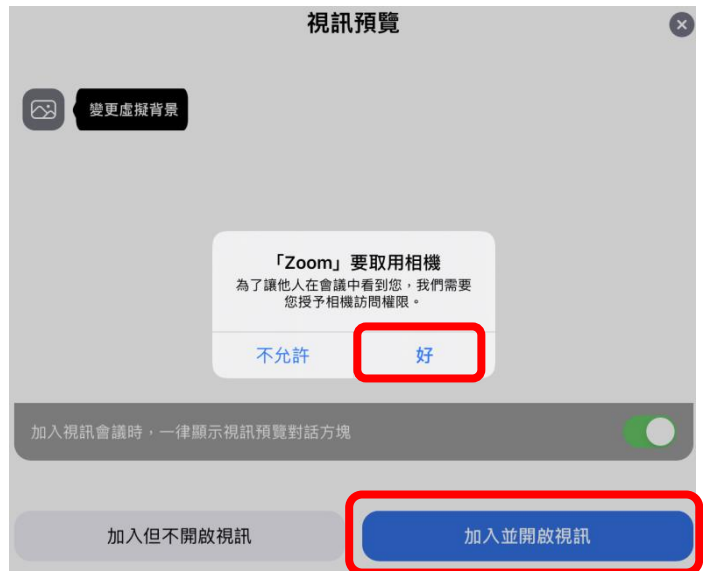 視訊預覽
變更虛擬背景
「Zoom」要取用相機
為了讓他人在會議中看到您，我們需要
您授予相機訪問權限。
不允許
好
加入視訊會議時，一律顯示視訊預覽對話方塊
加入但不開啟視訊
加入並開啟視訊